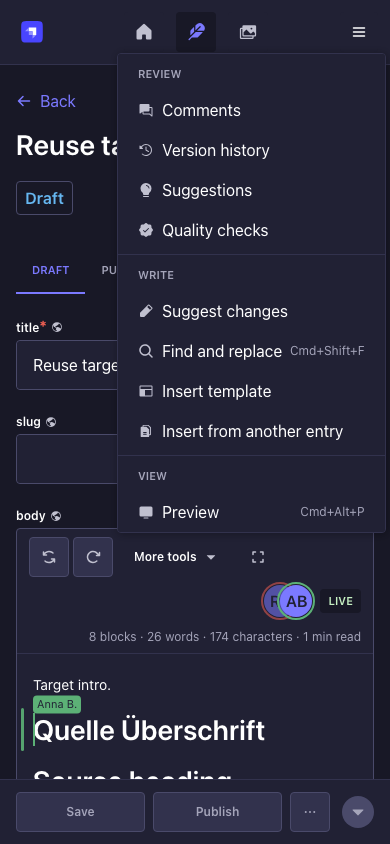 REVIEW
Comments
Version history
Suggestions
Quality checks
WRITE
Suggest changes
Find and replace Cmd+Shift+F
Insert template
Insert from another entry
VIEW
Preview Cmd+Alt+P
Back
Reuse ta
Draft
DRAFT PU
title*
Reuse targe
slug
body
More tools
AB LIVE
8 blocks · 26 words · 174 characters · 1 min read
Target intro.
Anna B.
Quelle Überschrift
Source heading
Save Publish ...